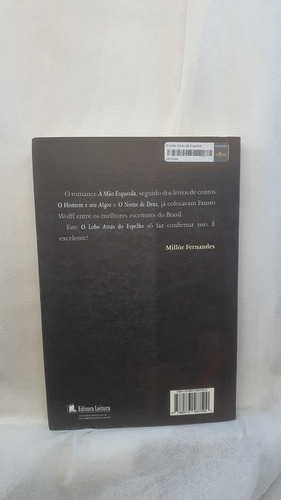 O Lobo Atrás do Espelho
O romance A Mão Esquerda, seguido dos livros de contos
O Homem e seu Algoz e O Nome de Deus, já colocavam Fausto
Wolff entre os melhores escritores do Brasil.
Este O Lobo Atrás do Espelho só faz confirmar isso. É
excelente!
Millôr Fernandes
Editora Leitura